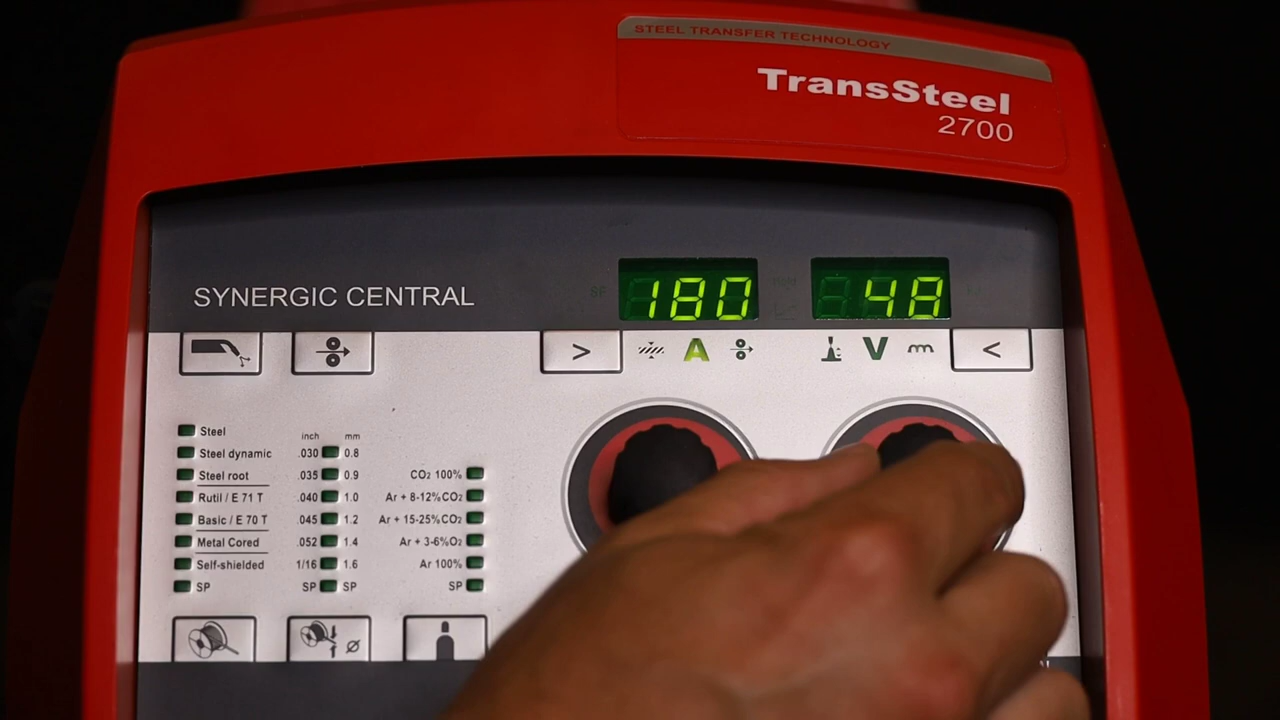 STEEL TRANSFER TECHNOLOGY
TransSteel
2700
SYNERGIC CENTRAL
SF
180
48
>
A
V
<
Steel
inch mm
Steel dynamic .030 0.8
Steel root .035 0.9 CO2 100%
Rutil / E 71 T .040 1.0 Ar + 8-12%CO2
Basic / E 70 T .045 1.2 Ar + 15-25%CO2
Metal Cored .052 1.4 Ar + 3-6%O2
Self-shielded 1/16 1.6 Ar 100%
SP SP SP SP